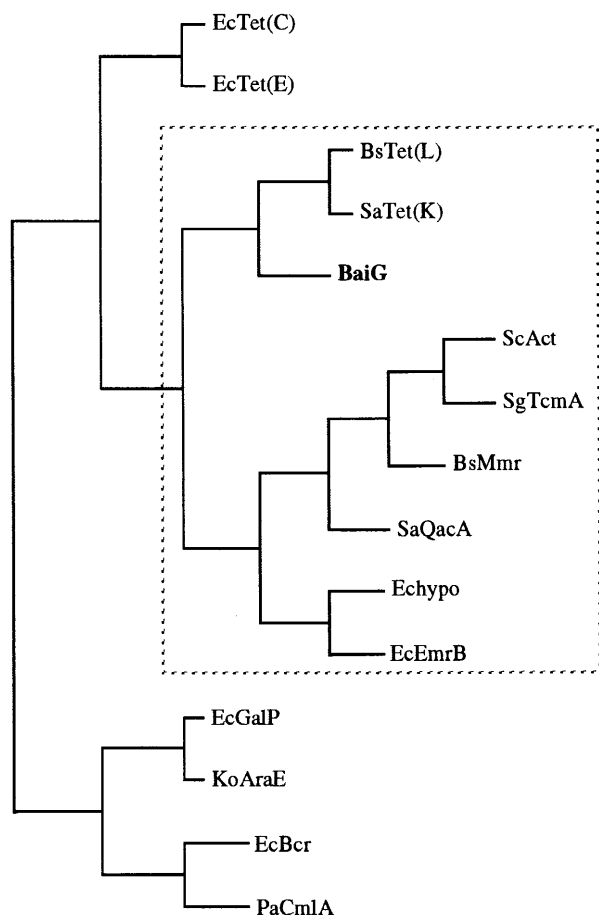 EcTet(C)
EcTet(E)
BsTet(L)
SaTet(K)
BaiG
ScAct
SgTcmA
BsMmr
SaQacA
Echypo
EcEmrB
EcGalP
KoAraE
EcBcr
PaCmlA